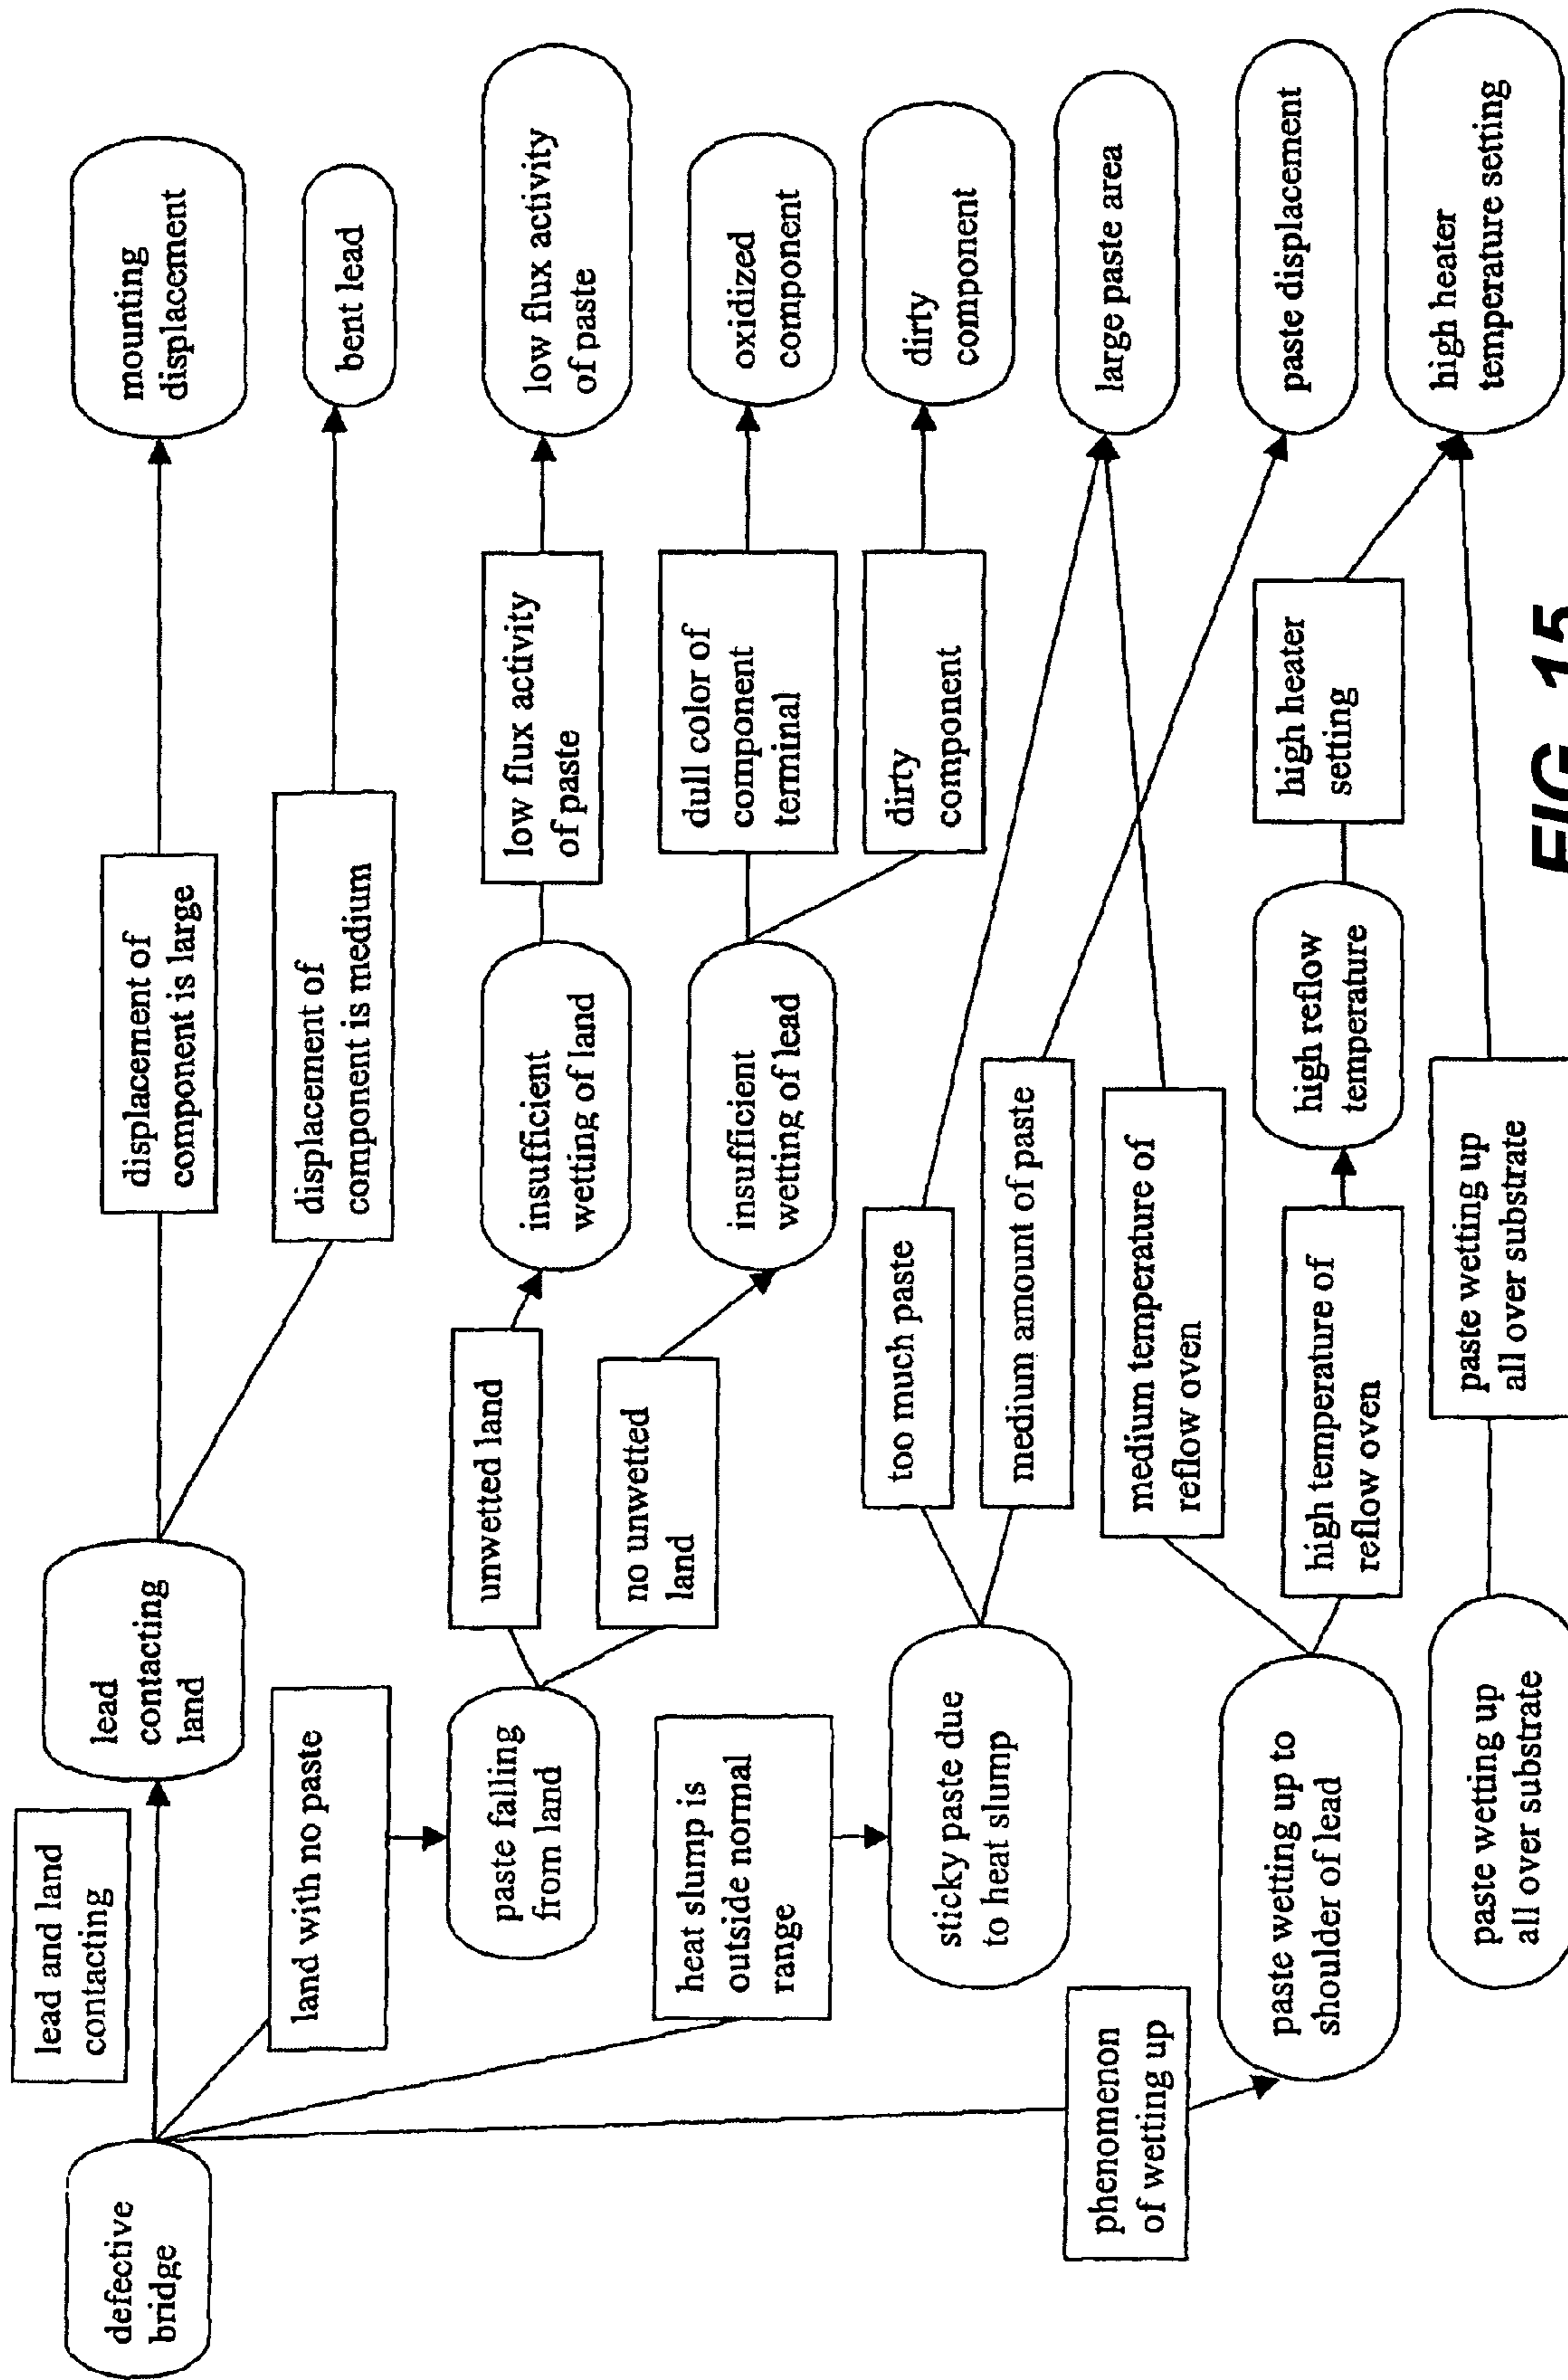 defective
bridge
lead and land
contacting
lead
contacting
land
displacement of
component is large
mounting
displacement
displacement of
component is medium
bent lead
land with no paste
paste falling
from land
unwetted land
insufficient
wetting of land
low flux activity
of paste
low flux activity
of paste
no unwetted
land
insufficient
wetting of lead
dull color of
component
terminal
oxidized
component
dirty
component
dirty
component
heat slump is
outside normal
range
sticky paste due
to heat slump
too much paste
large paste area
medium amount of paste
paste displacement
phenomenon
of wetting up
paste wetting up to
shoulder of lead
medium temperature of
reflow oven
high temperature of
reflow oven
high reflow
temperature
high heater
setting
high heater
temperature setting
paste wetting up
all over substrate
paste wetting up
all over substrate
FIG. 15